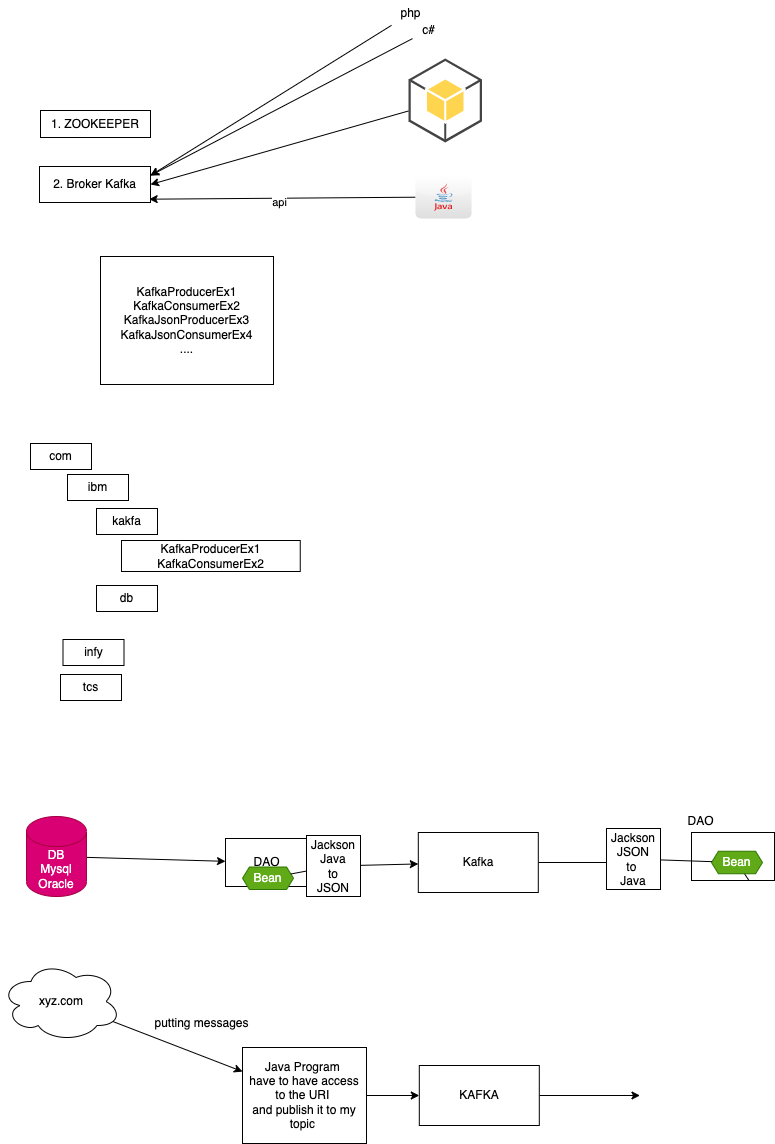 php
c#
1. ZOOKEEPER
2. Broker Kafka
api
Java
KafkaProducerEx1
KafkaConsumerEx2
KafkaJsonProducerEx3
KafkaJsonConsumerEx4
....
com
ibm
kakfa
KafkaProducerEx1
KafkaConsumerEx2
db
infy
tcs
DB
Mysql
Oracle
DAO
Bean
Jackson
Java
to
JSON
Kafka
Jackson
JSON
to
Java
DAO
Bean
xyz.com
putting messages
Java Program
have to have access
to the URI
and publish it to my
topic
KAFKA